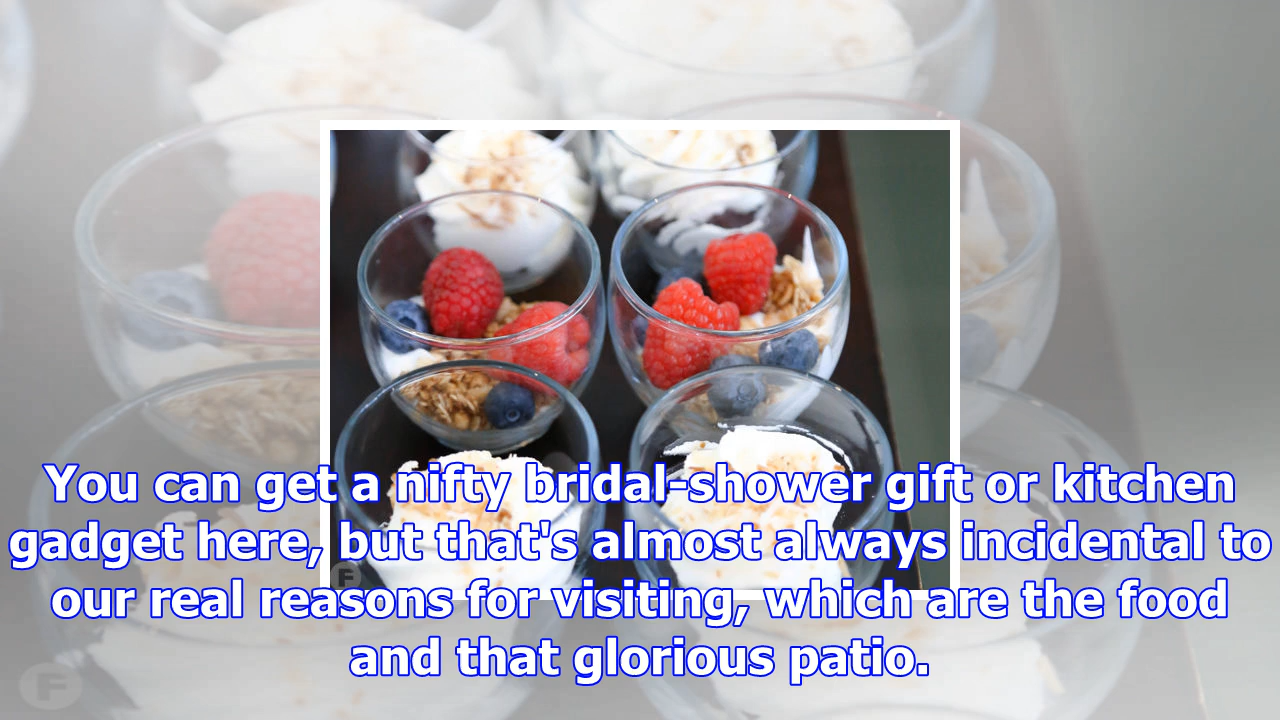 You can get a nifty bridal-shower gift or kitchen
gadget here, but that's almost always incidental to
our real reasons for visiting, which are the food
and that glorious patio.
F
F